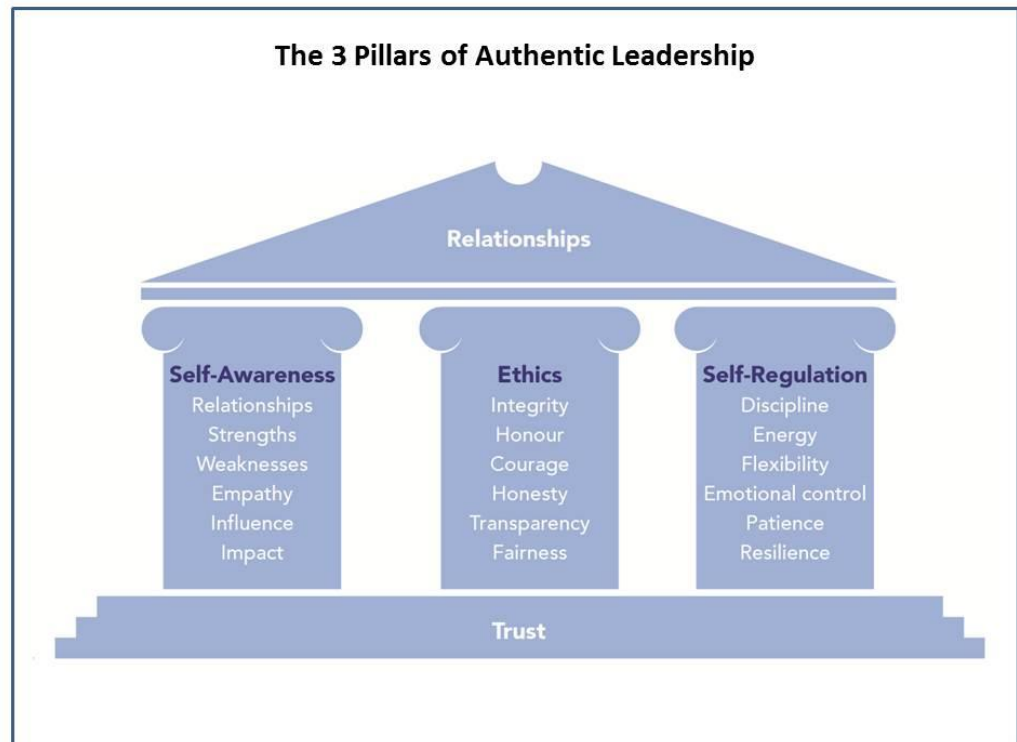 The 3 Pillars of Authentic Leadership
Relationships
Self-Awareness
Relationships
Strengths
Weaknesses
Empathy
Influence
Impact
Ethics
Integrity
Honour
Courage
Honesty
Transparency
Fairness
Self-Regulation
Discipline
Energy
Flexibility
Emotional control
Patience
Resilience
Trust